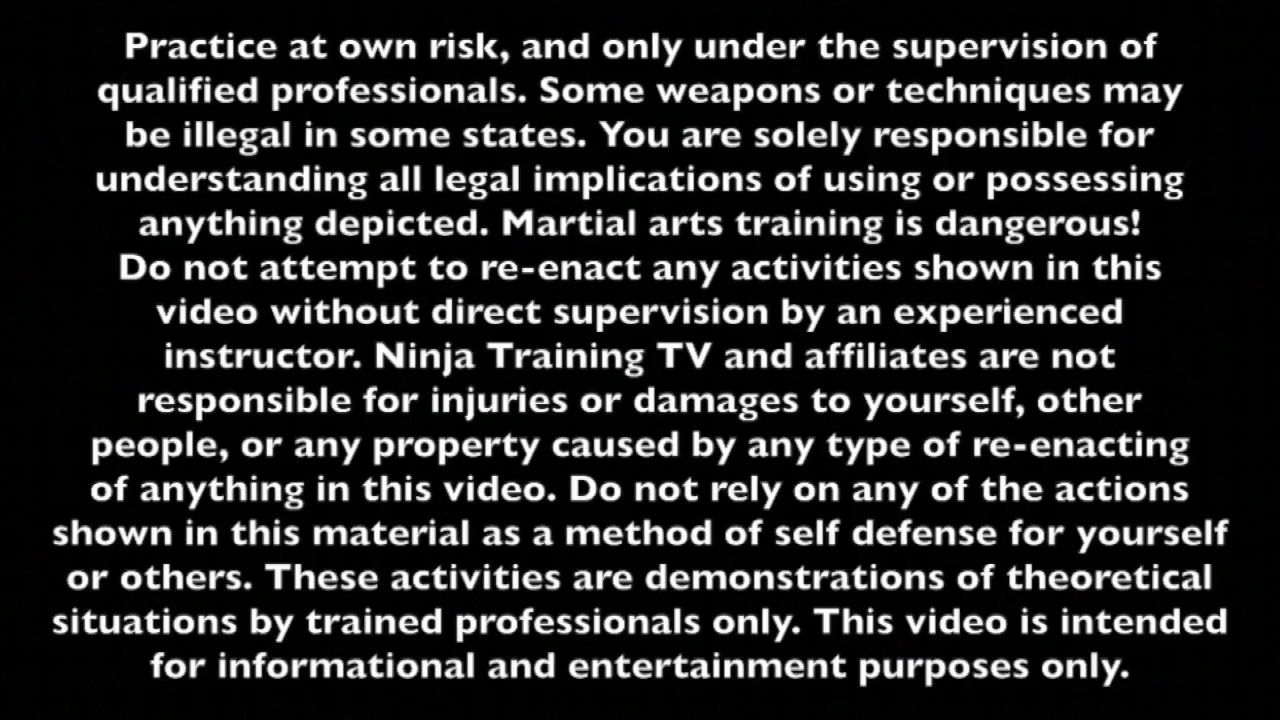 Practice at own risk, and only under the supervision of
qualified professionals. Some weapons or techniques may
be illegal in some states. You are solely responsible for
understanding all legal implications of using or possessing
anything depicted. Martial arts training is dangerous!
Do not attempt to re-enact any activities shown in this
video without direct supervision by an experienced
instructor. Ninja Training TV and affiliates are not
responsible for injuries or damages to yourself, other
people, or any property caused by any type of re-enacting
of anything in this video. Do not rely on any of the actions
shown in this material as a method of self defense for yourself
or others. These activities are demonstrations of theoretical
situations by trained professionals only. This video is intended
for informational and entertainment purposes only.